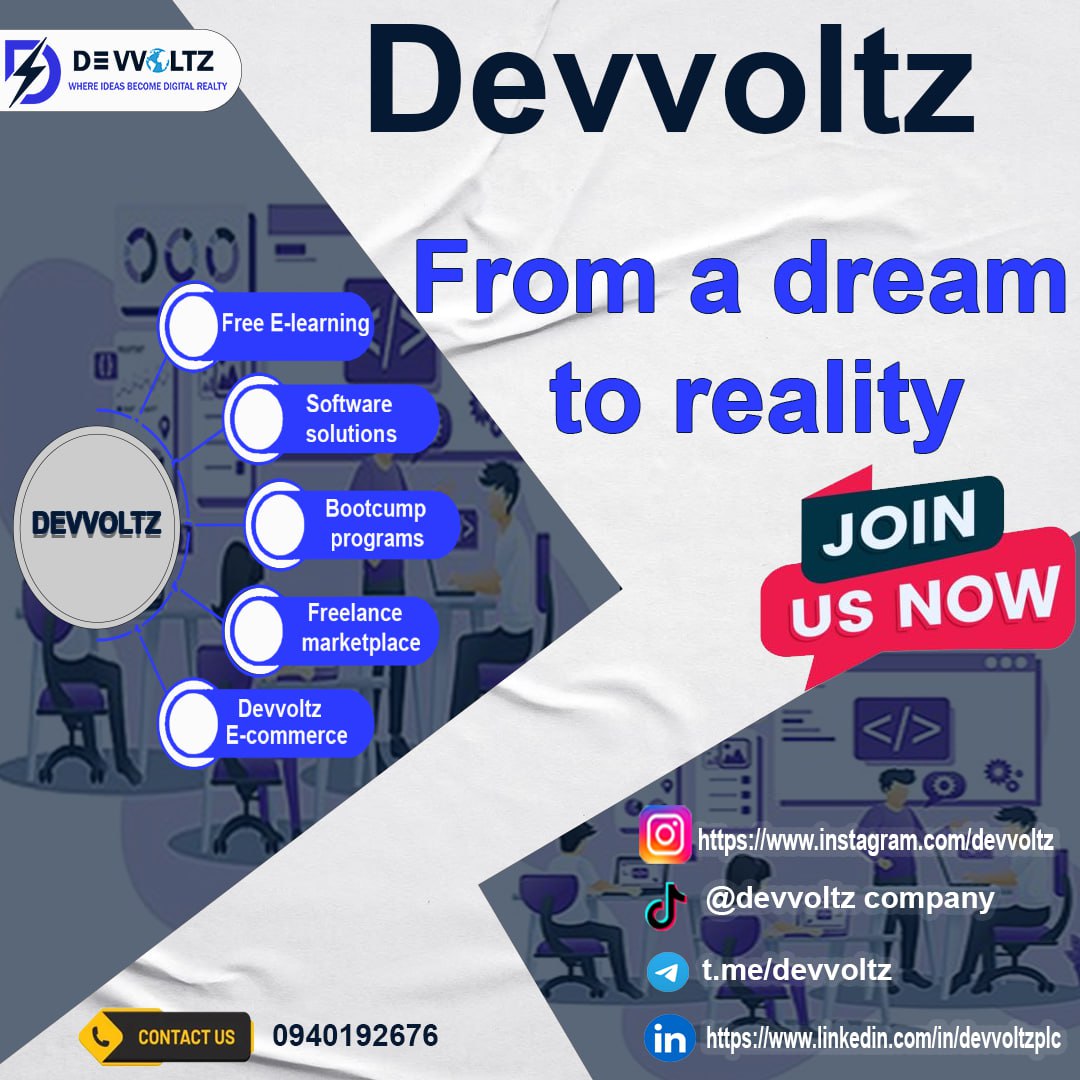 DEVVOLTZ
WHERE IDEAS BECOME DIGITAL REALTY
Devvoltz
From a dream
to reality
JOIN
US NOW
DEVVOLTZ
Free E-learning
Software
solutions
Bootcump
programs
Freelance
marketplace
Devvoltz
E-commerce
https://www.instagram.com/devvoltz
@devvoltz company
t.me/devvoltz
https://www.linkedin.com/in/devvoltzplc
CONTACT US
0940192676